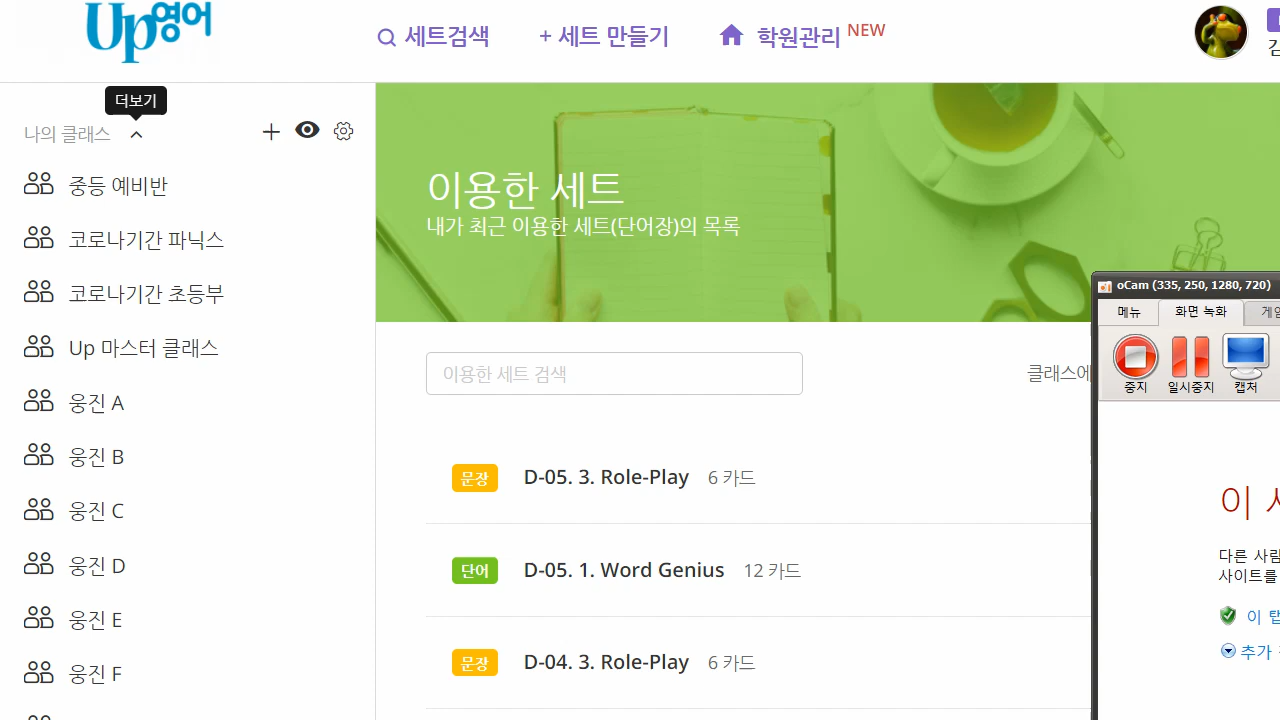 Up영어
세트검색
+ 세트 만들기
학원관리 NEW
김
더보기
나의 클래스
중등 예비반
코로나기간 파닉스
코로나기간 초등부
Up 마스터 클래스
웅진 A
웅진 B
웅진 C
웅진 D
웅진 E
웅진 F
이용한 세트
내가 최근 이용한 세트(단어장)의 목록
이용한 세트 검색
클래스에
문장 D-05. 3. Role-Play 6 카드
단어 D-05. 1. Word Genius 12 카드
문장 D-04. 3. Role-Play 6 카드
oCam (335, 250, 1280, 720)
메뉴 화면 녹화 게임
중지 일시중지 캡처
이
다른 사람
사이트를
이 탭
추가